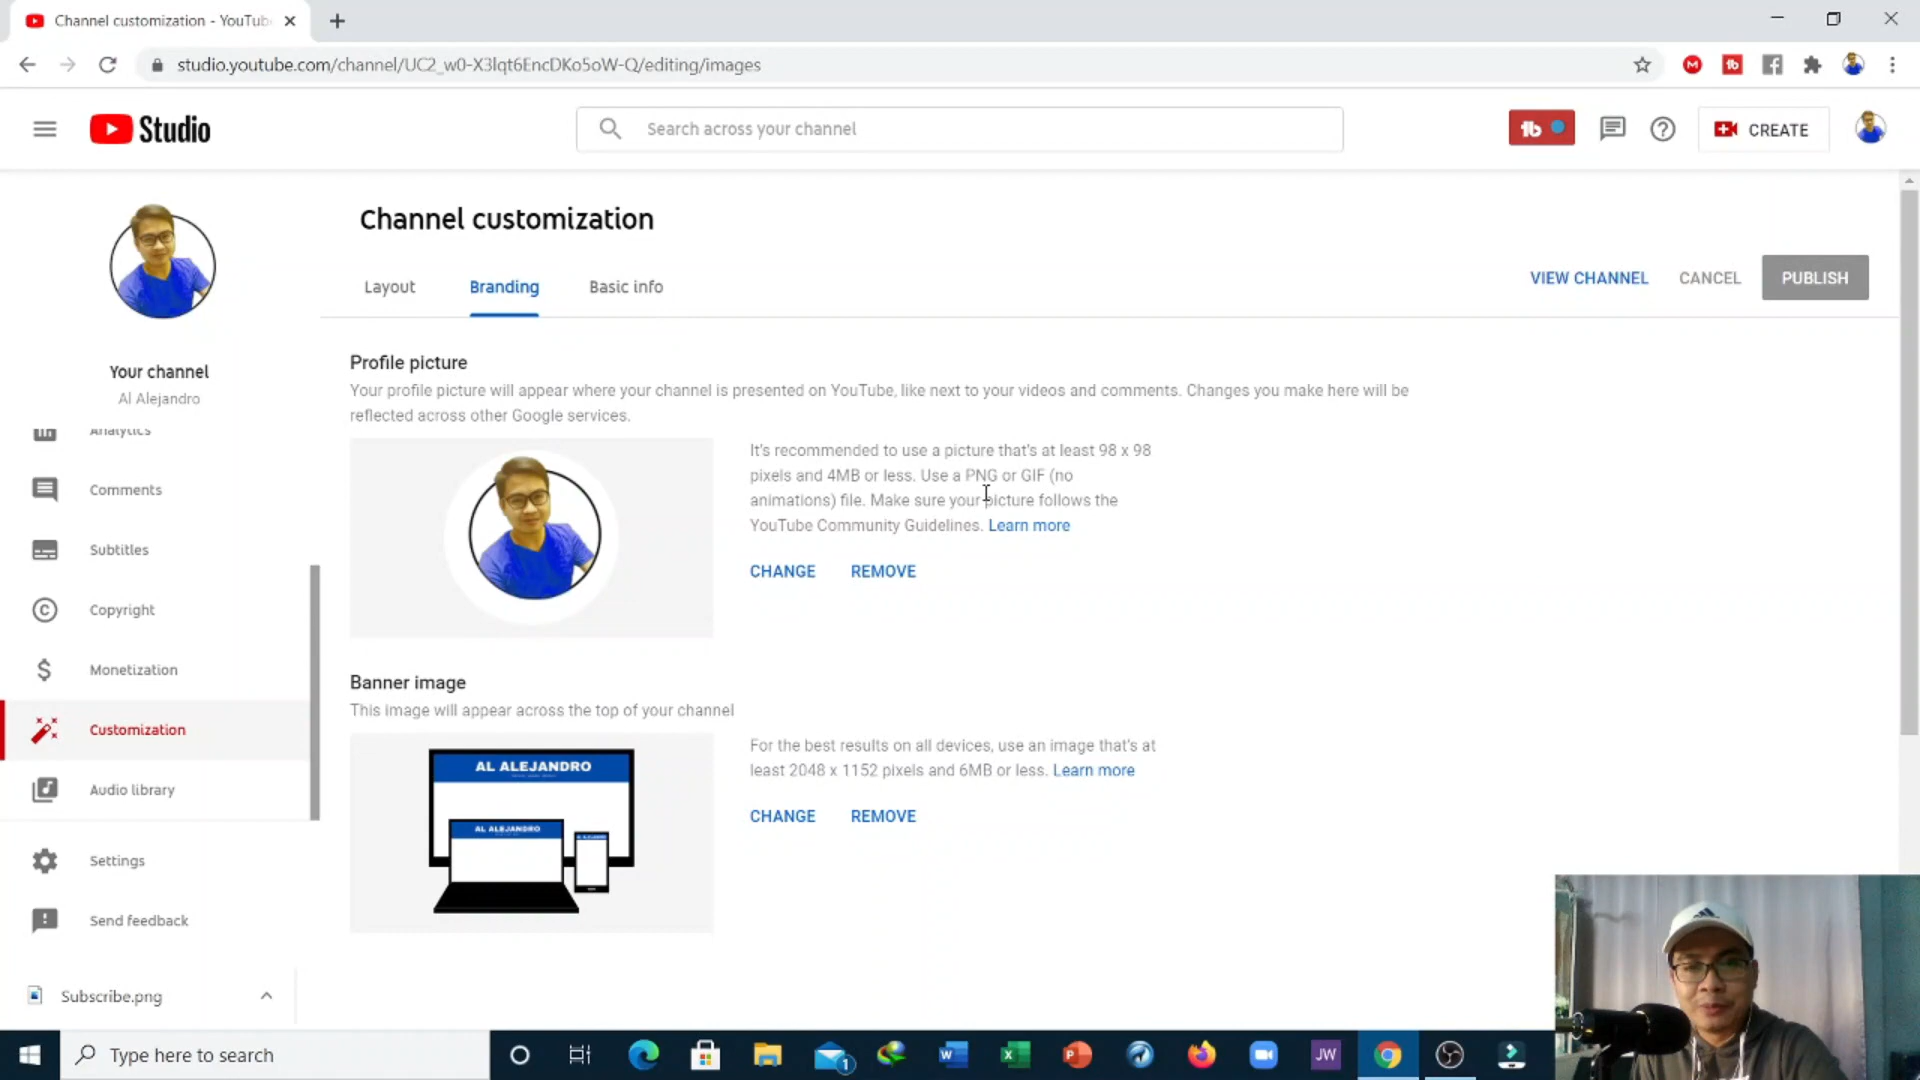 Channel customization - YouTub
studio.youtube.com/channel/UC2_w0-X3lqt6EncDKo5oW-Q/editing/images
Studio
Search across your channel
CREATE
Channel customization
Layout
Branding
Basic info
VIEW CHANNEL
CANCEL
PUBLISH
Your channel
Al Alejandro
Analytics
Comments
Subtitles
Copyright
Monetization
Customization
Audio library
Settings
Send feedback
Profile picture
Your profile picture will appear where your channel is presented on YouTube, like next to your videos and comments. Changes you make here will be
reflected across other Google services.
It's recommended to use a picture that's at least 98 x 98
pixels and 4MB or less. Use a PNG or GIF (no
animations) file. Make sure your picture follows the
YouTube Community Guidelines. Learn more
CHANGE
REMOVE
Banner image
This image will appear across the top of your channel
AL ALEJANDRO
AL ALEJANDRO
For the best results on all devices, use an image that's at
least 2048 x 1152 pixels and 6MB or less. Learn more
CHANGE
REMOVE
Subscribe.png
Type here to search
1
JW